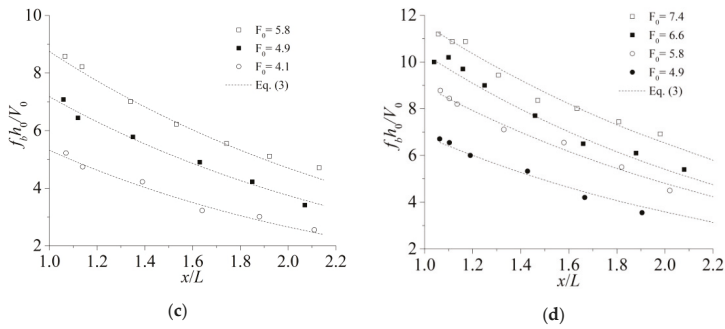 10
8
6
4
2
f_b h_0/V_0
F_0 = 5.8
F_0 = 4.9
F_0 = 4.1
Eq. (3)
1.0 1.2 1.4 1.6 1.8 2.0 2.2
x/L
(c)
12
10
8
6
4
2
f_b h_0/V_0
F_0 = 7.4
F_0 = 6.6
F_0 = 5.8
F_0 = 4.9
Eq. (3)
1.0 1.2 1.4 1.6 1.8 2.0 2.2
x/L
(d)